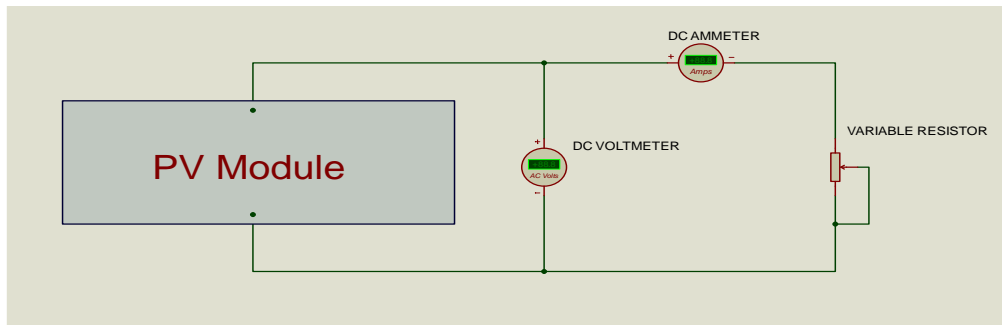 DC AMMETER
+ −
Amps
VARIABLE RESISTOR
PV Module
+
DC VOLTMETER
AC Volts
−